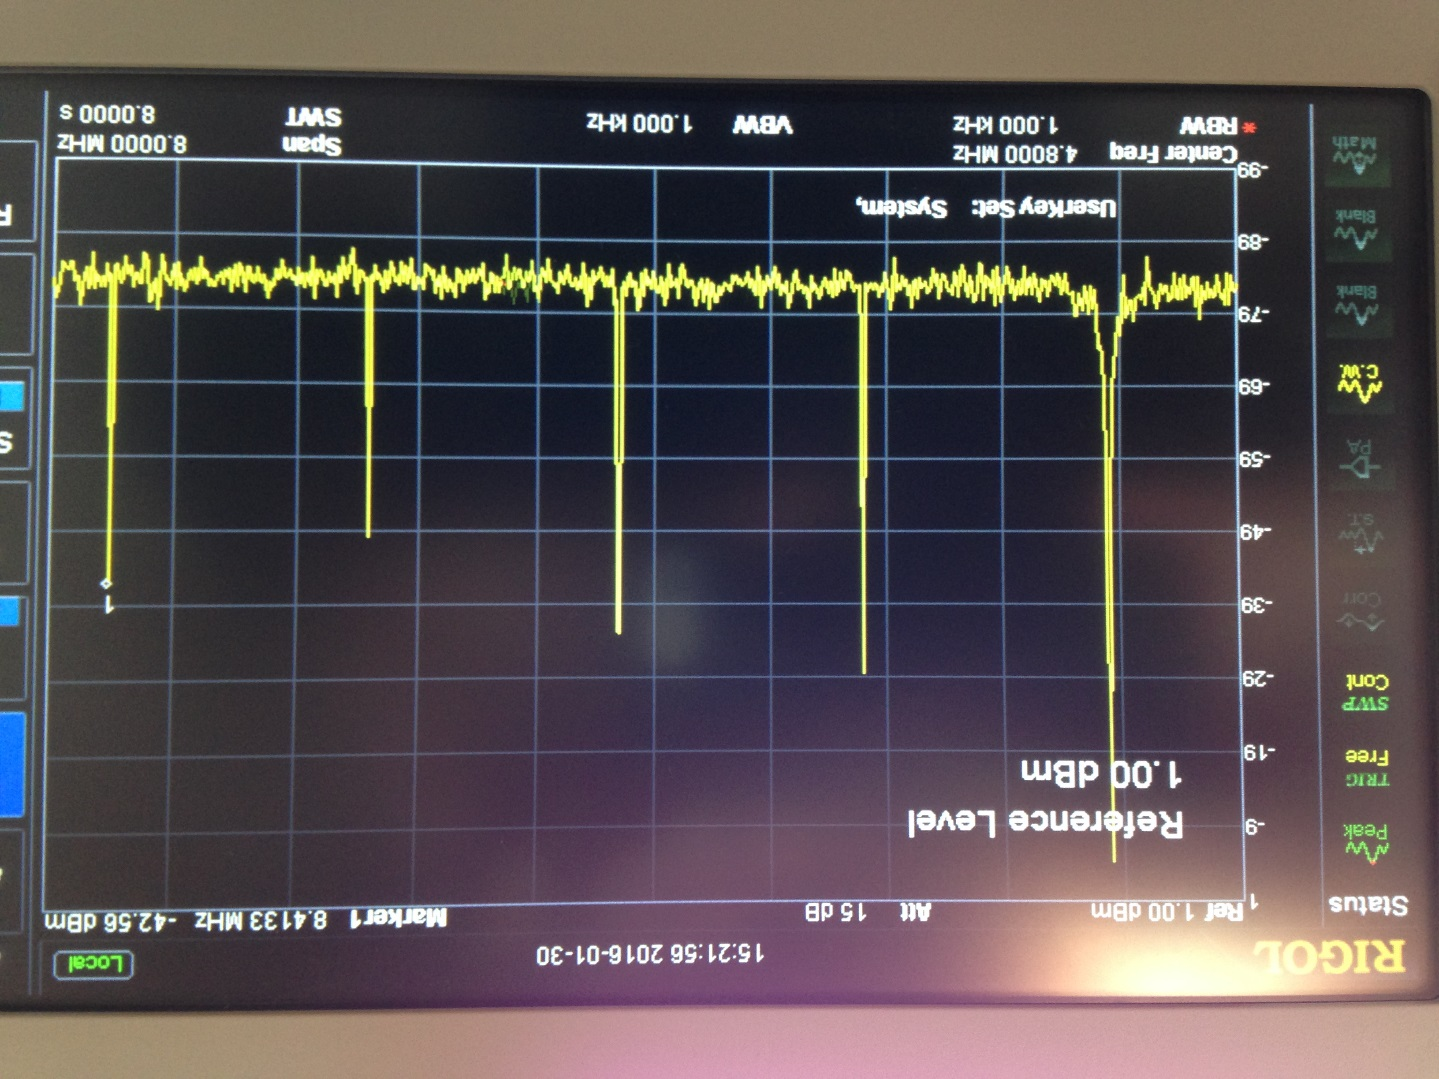 RIGOL
15:21:56 2016-01-30
Local
Status
Ref 1.00 dBm Att 15 dB Marker1 8.4133 MHz -42.56 dBm
1
Peak
Reference Level
-9
TRIG
Free
1.00 dBm
-19
SWP
Cont
-29
Corr
-39
1
S.T.
-49
PA
-59
-69
C.W.
-79
Blank
-89
Blank
UserKey Set: System,
-99
Math
Center Freq 4.8000 MHz Span 8.0000 MHz
*RBW 1.000 kHz VBW 1.000 kHz SWT 8.0000 s